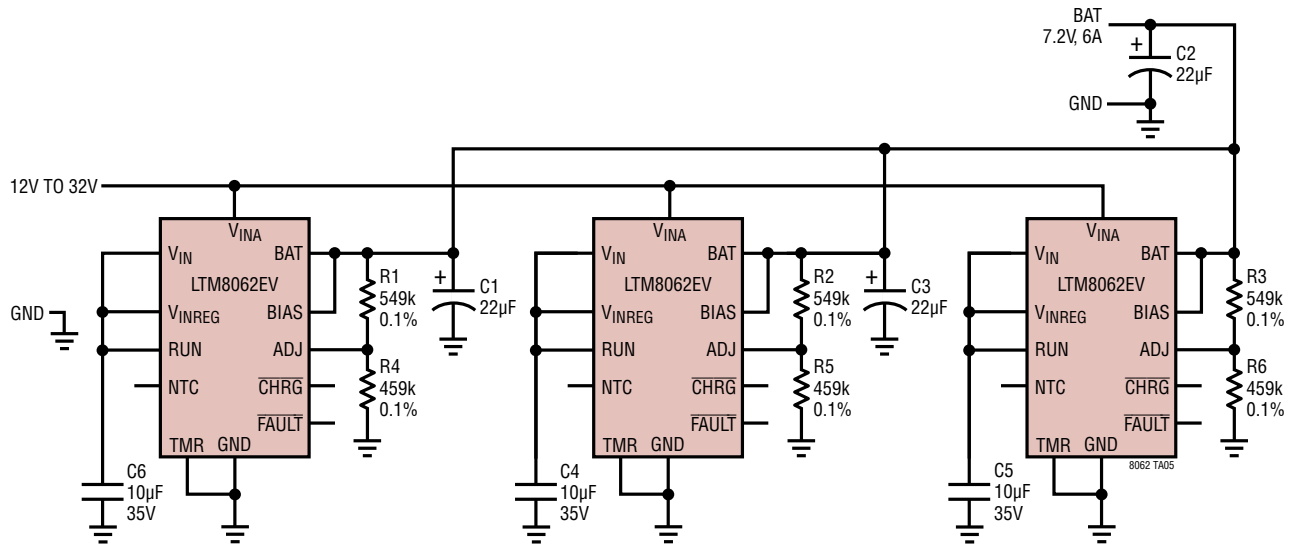 BAT
7.2V, 6A
+
C2
22µF
GND
12V TO 32V
GND
VINA
VIN
BAT
LTM8062EV
VINREG
BIAS
RUN
ADJ
NTC
CHRG
FAULT
TMR
GND
R1
549k
0.1%
R4
459k
0.1%
+
C1
22µF
C6
10µF
35V
VINA
VIN
BAT
LTM8062EV
VINREG
BIAS
RUN
ADJ
NTC
CHRG
FAULT
TMR
GND
R2
549k
0.1%
R5
459k
0.1%
+
C3
22µF
C4
10µF
35V
VINA
VIN
BAT
LTM8062EV
VINREG
BIAS
RUN
ADJ
NTC
CHRG
FAULT
TMR
GND
8062 TA05
R3
549k
0.1%
R6
459k
0.1%
C5
10µF
35V